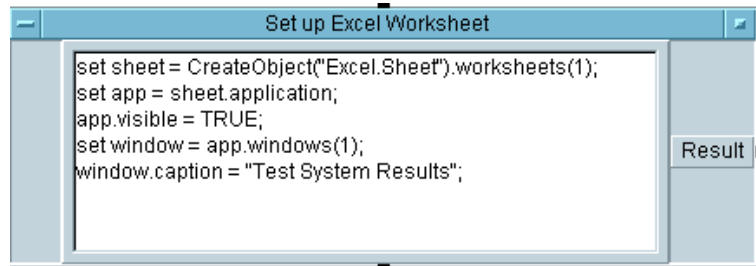 Set up Excel Worksheet
set sheet = CreateObject("Excel.Sheet").worksheets(1);
set app = sheet.application;
app.visible = TRUE;
set window = app.windows(1);
window.caption = "Test System Results";
Result